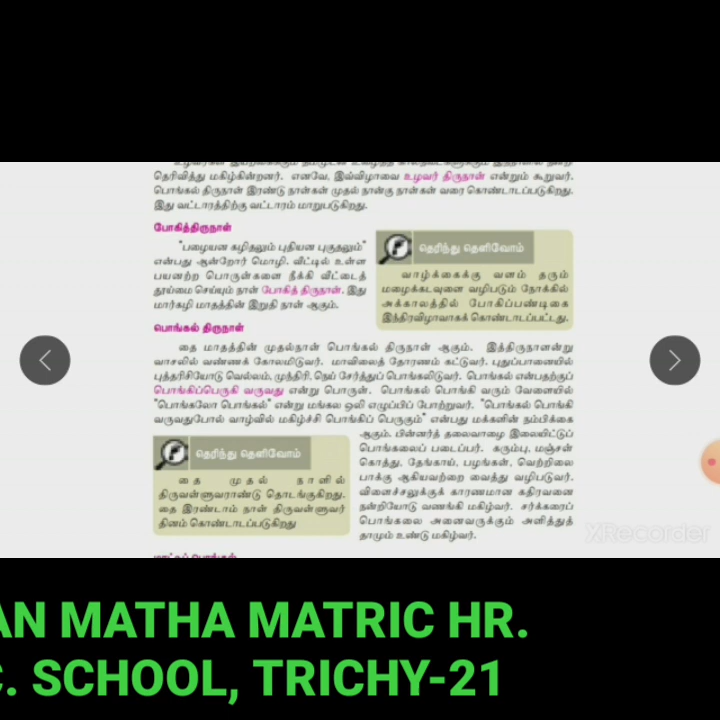 தெரிவித்து மகிழ்கின்றனர். எனவே, இவ்விழாவை உழவர் திருநாள் என்றும் கூறுவர்.
பொங்கல் திருநாள் இரண்டு நாள்கள் முதல் நான்கு நாள்கள் வரை கொண்டாடப்படுகிறது.
இது வட்டாரத்திற்கு வட்டாரம் மாறுபடுகிறது.
போகித்திருநாள்
"பழையன கழிதலும் புதியன புகுதலும்"
என்பது ஆன்றோர் மொழி. வீட்டில் உள்ள
பயனற்ற பொருள்களை நீக்கி வீட்டைத்
தூய்மை செய்யும் நாள் போகித் திருநாள். இது
மார்கழி மாதத்தின் இறுதி நாள் ஆகும்.
தெரிந்து தெளிவோம்
வாழ்க்கைக்கு வளம் தரும்
மழைக்கடவுளை வழிபடும் நோக்கில்
அக்காலத்தில் போகிப்பண்டிகை
இந்திரவிழாவாகக் கொண்டாடப்பட்டது.
பொங்கல் திருநாள்
தை மாதத்தின் முதல்நாள் பொங்கல் திருநாள் ஆகும். இத்திருநாளன்று
வாசலில் வண்ணக் கோலமிடுவர். மாவிலைத் தோரணம் கட்டுவர். புதுப்பானையில்
புத்தரிசியோடு வெல்லம், முந்திரி, நெய் சேர்த்துப் பொங்கலிடுவர். பொங்கல் என்பதற்குப்
பொங்கிப்பெருகி வருவது என்று பொருள். பொங்கல் பொங்கி வரும் வேளையில்
"பொங்கலோ பொங்கல்" என்று மங்கல ஒலி எழுப்பிப் போற்றுவர். "பொங்கல் பொங்கி
வருவதுபோல் வாழ்வில் மகிழ்ச்சி பொங்கிப் பெருகும்" என்பது மக்களின் நம்பிக்கை
ஆகும். பின்னர்த் தலைவாழை இலையிட்டுப்
பொங்கலைப் படைப்பர். கரும்பு, மஞ்சள்
கொத்து, தேங்காய், பழங்கள், வெற்றிலை
பாக்கு ஆகியவற்றை வைத்து வழிபடுவர்.
விளைச்சலுக்குக் காரணமான கதிரவனை
நன்றியோடு வணங்கி மகிழ்வர். சர்க்கரைப்
பொங்கலை அனைவருக்கும் அளித்துத்
தாமும் உண்டு மகிழ்வர்.
தெரிந்து தெளிவோம்
தை முதல் நாளில்
திருவள்ளுவராண்டு தொடங்குகிறது.
தை இரண்டாம் நாள் திருவள்ளுவர்
தினம் கொண்டாடப்படுகிறது
XRecorder
AN MATHA MATRIC HR.
C. SCHOOL, TRICHY-21